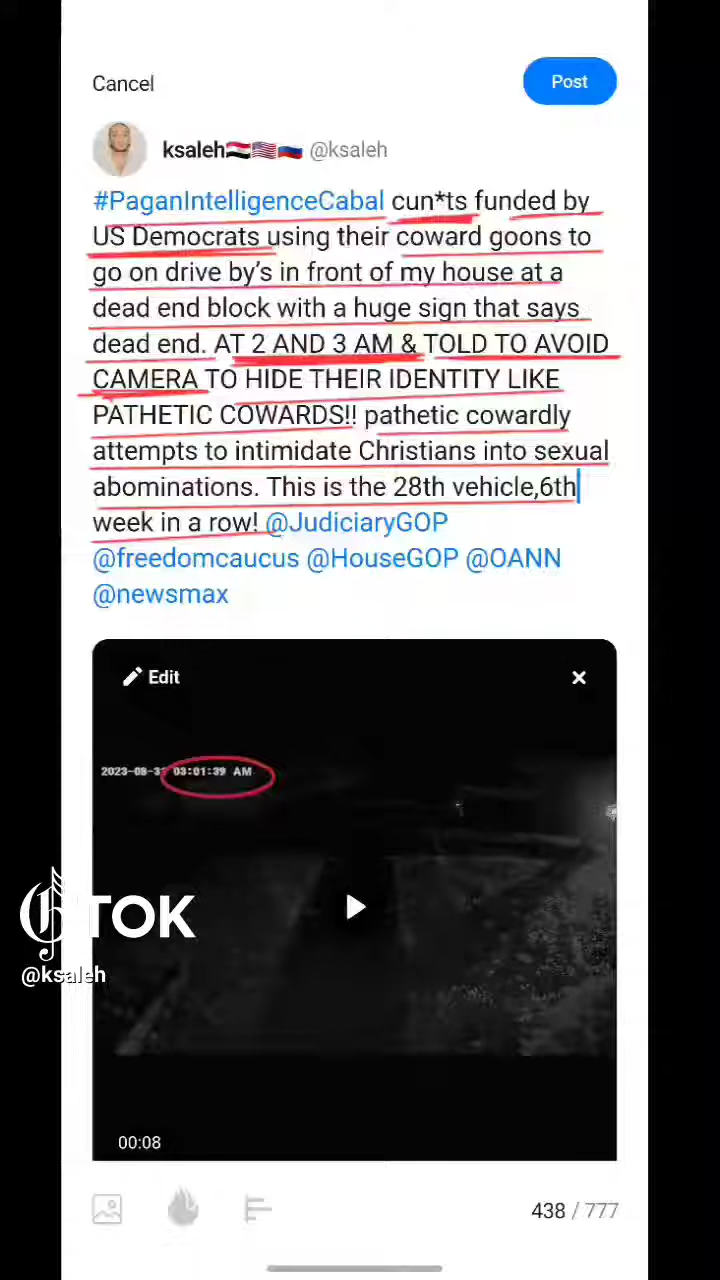 Cancel
Post
ksaleh🇪🇬🇺🇸🇷🇺 @ksaleh
#PaganIntelligenceCabal cun*ts funded by
US Democrats using their coward goons to
go on drive by's in front of my house at a
dead end block with a huge sign that says
dead end. AT 2 AND 3 AM & TOLD TO AVOID
CAMERA TO HIDE THEIR IDENTITY LIKE
PATHETIC COWARDS!! pathetic cowardly
attempts to intimidate Christians into sexual
abominations. This is the 28th vehicle,6th
week in a row! @JudiciaryGOP
@freedomcaucus @HouseGOP @OANN
@newsmax
Edit
03:01:39 AM
TOK
@ksaleh
00:08
438 / 777